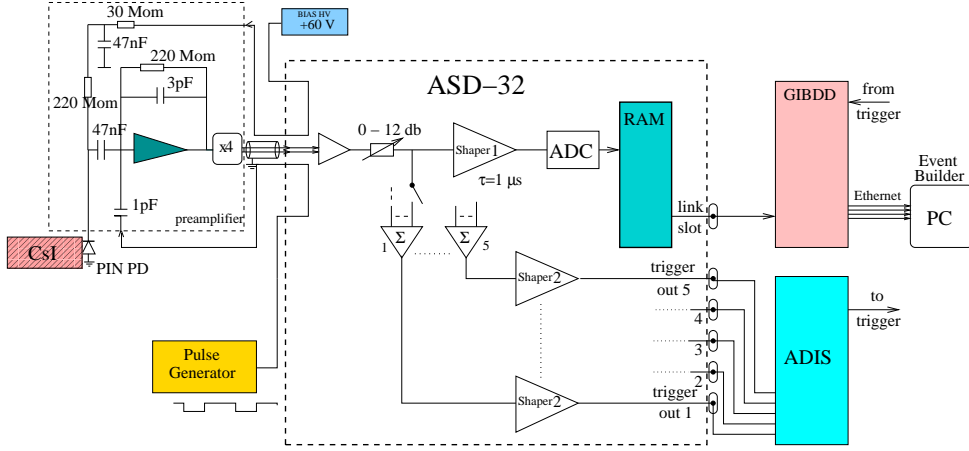 30 Mom
47nF
220 Mom
3pF
220 Mom
47nF
x4
1pF
preamplifier
CsI
PIN PD
BIAS HV
+60 V
Pulse
Generator
ASD–32
0 – 12 db
Shaper1
τ=1 μs
ADC
RAM
link
slot
Σ
1
Σ
5
Shaper2
Shaper2
trigger
out 5
4
3
2
trigger
out 1
GIBDD
from
trigger
Ethernet
Event
Builder
PC
ADIS
to
trigger